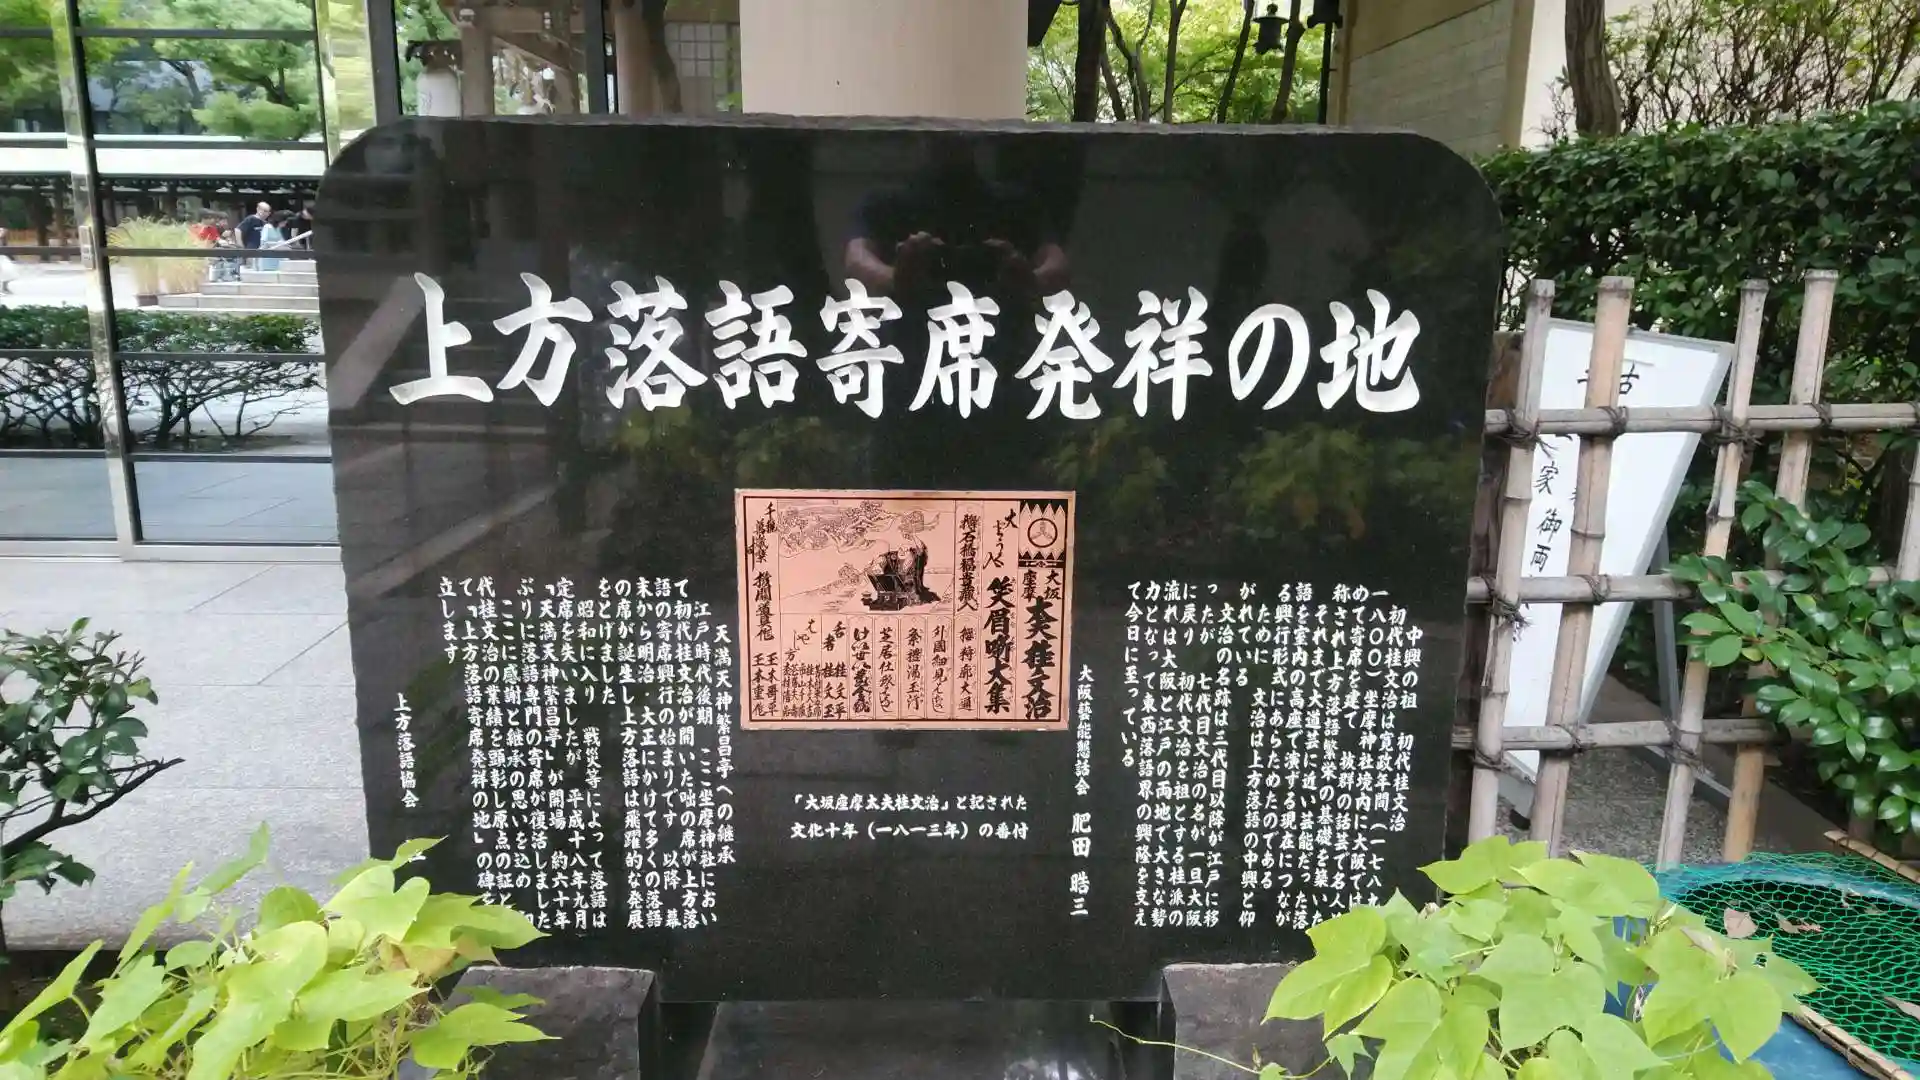 上方落語寄席発祥の地
中興の祖 初代桂文治
初代桂文治は寛政年間(一七八九
一八〇〇)坐摩神社境内に大阪では
めて寄席を建て 抜群の話芸で名人
称され上方落語繁栄の基礎を築いた
それまで大道芸に近い芸能だった落
語を室内の高座で演ずる現在につなが
る興行形式にあらためたのである
ために 文治は上方落語の中興と仰
がれている
文治の名跡は三代目以降が江戸に移
ったが 七代目文治の名が一旦大阪
に戻り 初代文治を祖とする桂派の
流れは大阪と江戸の両地で大きな勢
力となって東西落語界の興隆を支え
て今日に至っている
大阪藝能懇話会 肥田晧三
大坂
座摩
太夫桂文治
笑眉噺大集
「大坂座摩太夫桂文治」と記された
文化十年(一八一三年)の番付
天満天神繁昌亭への継承
江戸時代後期 ここ坐摩神社におい
て初代桂文治が開いた咄の席が上方落
語の寄席興行の始まりです 以降 幕
末から明治・大正にかけて多くの落語
の席が誕生し上方落語は飛躍的な発展
をとげました
昭和に入り 戦災等によって落語は
定席を失いましたが 平成十八年九月
「天満天神繁昌亭」が開場 約六十年
ぶりに落語専門の寄席が復活しました
ここに感謝と継承の思いを込め 初
代桂文治の業績を顕彰し原点の証とし
て「上方落語寄席発祥の地」の碑を
立します
上方落語協会
家御両